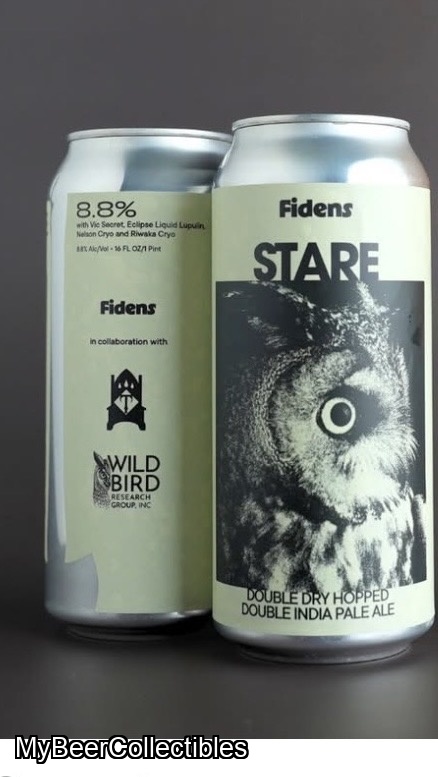 8.8%
with Vic Secret, Eclipse Liquid Lupulin,
Nelson Cryo and Riwaka Cryo
8.8% Alc/Vol - 16 FL OZ/1 Pint
Fidens
in collaboration with
WILD
BIRD
RESEARCH
GROUP, INC
Fidens
STARE
DOUBLE DRY HOPPED
DOUBLE INDIA PALE ALE
MyBeerCollectibles